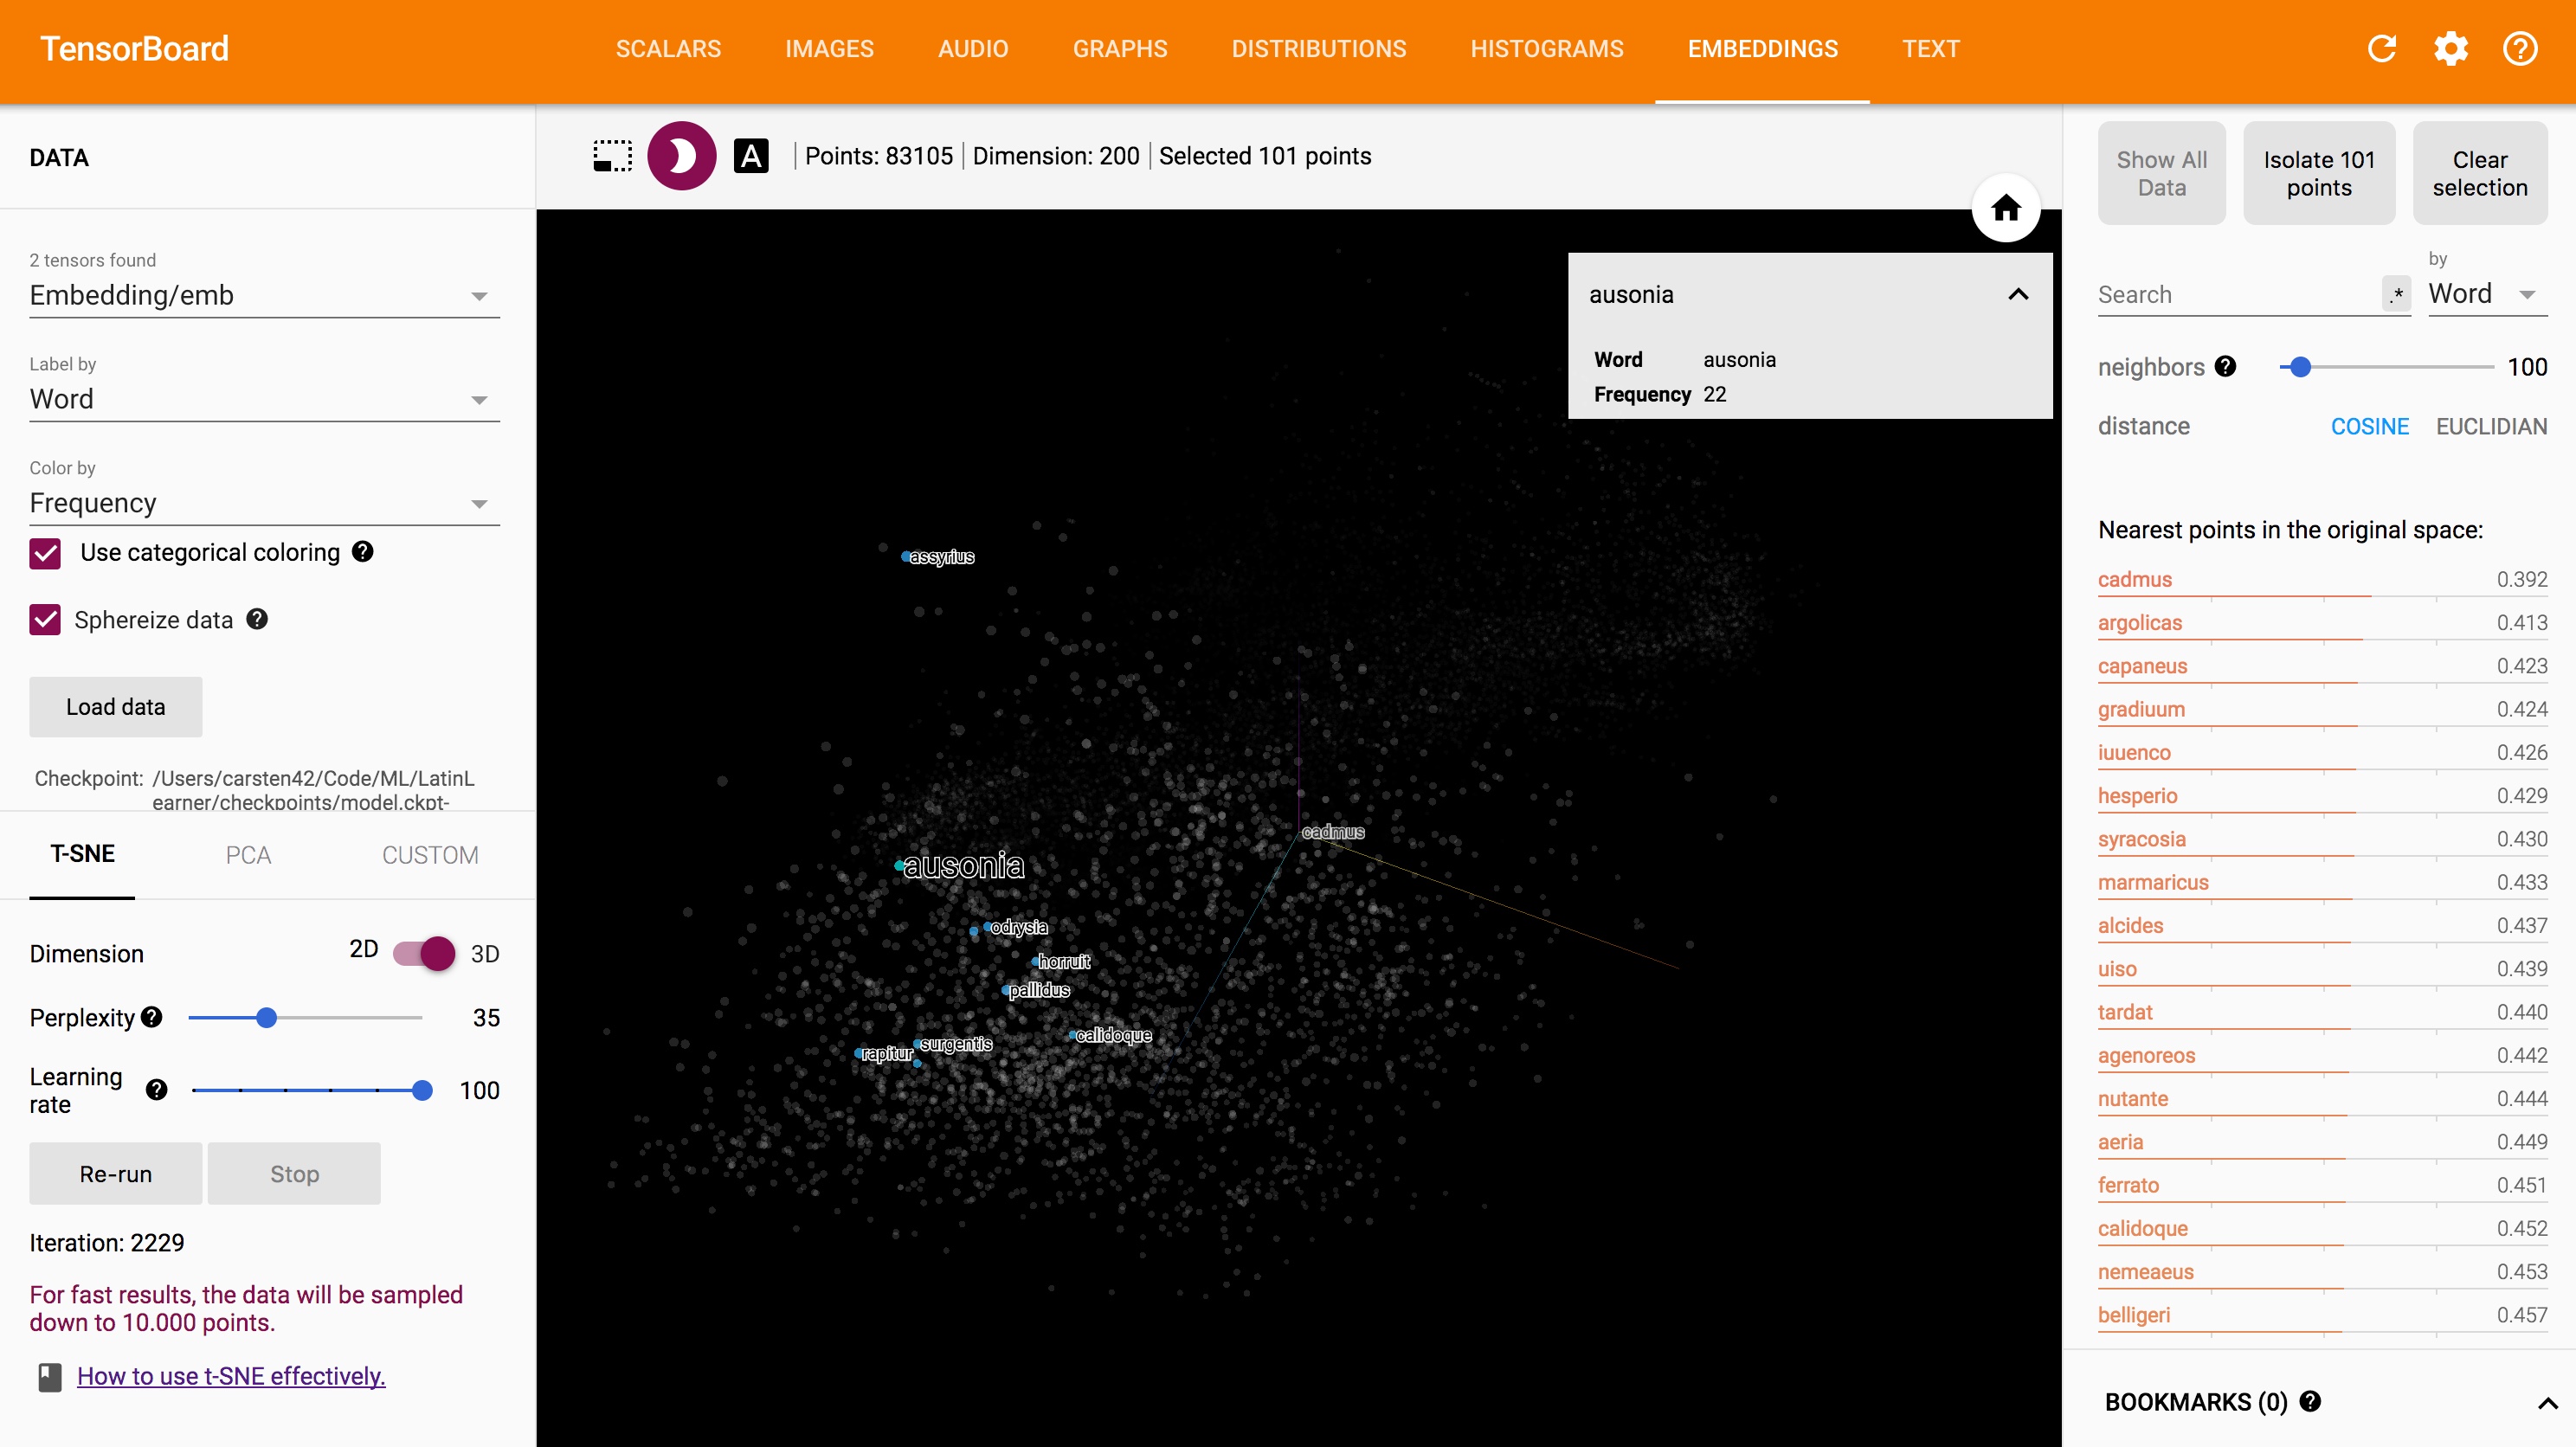 TensorBoard
SCALARS
IMAGES
AUDIO
GRAPHS
DISTRIBUTIONS
HISTOGRAMS
EMBEDDINGS
TEXT
DATA
2 tensors found
Embedding/emb
Label by
Word
Color by
Frequency
Use categorical coloring
Sphereize data
Load data
Checkpoint: /Users/carsten42/Code/ML/LatinL
earner/checkpoints/model.ckpt-
T-SNE
PCA
CUSTOM
Dimension 2D 3D
Perplexity 35
Learning
rate
100
Re-run
Stop
Iteration: 2229
For fast results, the data will be sampled
down to 10.000 points.
How to use t-SNE effectively.
A
Points: 83105 | Dimension: 200 | Selected 101 points
ausonia
Word ausonia
Frequency 22
assyrius
cadmus
ausonia
odrysia
horruit
pallidus
calidoque
surgentis
rapitur
Show All
Data
Isolate 101
points
Clear
selection
Search .*
by
Word
neighbors 100
distance COSINE EUCLIDIAN
Nearest points in the original space:
cadmus 0.392
argolicas 0.413
capaneus 0.423
gradiuum 0.424
iuuenco 0.426
hesperio 0.429
syracosia 0.430
marmaricus 0.433
alcides 0.437
uiso 0.439
tardat 0.440
agenoreos 0.442
nutante 0.444
aeria 0.449
ferrato 0.451
calidoque 0.452
nemeaeus 0.453
belligeri 0.457
BOOKMARKS (0)